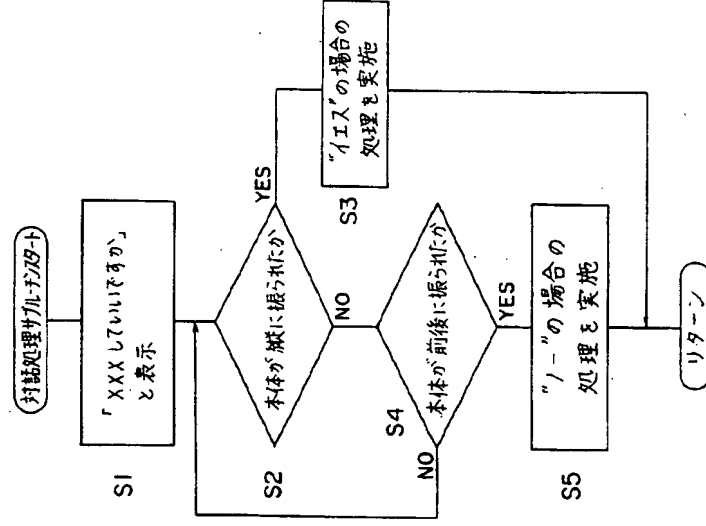 対話処理サブルーチンスタート
S1
「XXXしていいですか」
と表示
S2
本体が縦に振られたか
YES
NO
S3
"イエス"の場合の
処理を実施
S4
本体が前後に振られたか
NO
YES
S5
"ノー"の場合の
処理を実施
リターン